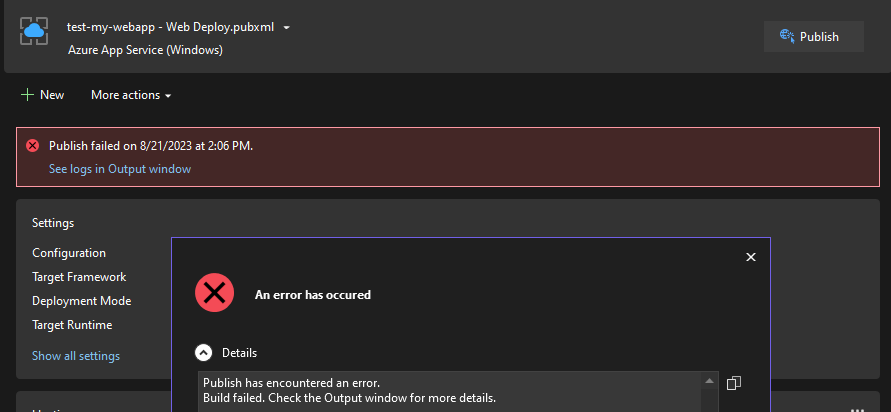 test-my-webapp - Web Deploy.pubxml
Azure App Service (Windows)
Publish
New
More actions
Publish failed on 8/21/2023 at 2:06 PM.
See logs in Output window
Settings
Configuration
Target Framework
Deployment Mode
Target Runtime
Show all settings
An error has occured
Details
Publish has encountered an error.
Build failed. Check the Output window for more details.